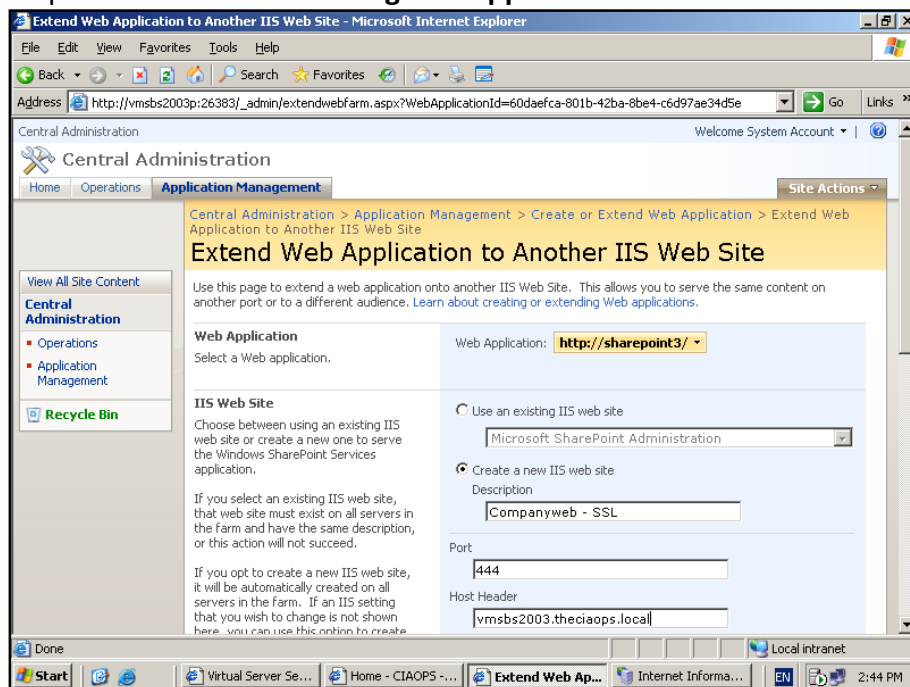 Extend Web Application to Another IIS Web Site - Microsoft Internet Explorer
File Edit View Favorites Tools Help
Back Search Favorites
Address http://vmsbs2003p:26383/_admin/extendwebfarm.aspx?WebApplicationId=60daefca-801b-42ba-8be4-c6d97ae34d5e Go Links »
Central Administration Welcome System Account
Central Administration
Home Operations Application Management Site Actions
Central Administration > Application Management > Create or Extend Web Application > Extend Web
Application to Another IIS Web Site
Extend Web Application to Another IIS Web Site
View All Site Content
Central
Administration
Operations
Application
Management
Recycle Bin
Use this page to extend a web application onto another IIS Web Site. This allows you to serve the same content on
another port or to a different audience. Learn about creating or extending Web applications.
Web Application
Select a Web application.
Web Application: http://sharepoint3/
IIS Web Site
Choose between using an existing IIS
web site or create a new one to serve
the Windows SharePoint Services
application.
If you select an existing IIS web site,
that web site must exist on all servers in
the farm and have the same description,
or this action will not succeed.
If you opt to create a new IIS web site,
it will be automatically created on all
servers in the farm. If an IIS setting
that you wish to change is not shown
here, you can use this option to create
Use an existing IIS web site
Microsoft SharePoint Administration
Create a new IIS web site
Description
Companyweb - SSL
Port
444
Host Header
vmsbs2003.theciaops.local
Done Local intranet
Start Virtual Server Se... Home - CIAOPS -... Extend Web Ap... Internet Informa... EN 2:44 PM